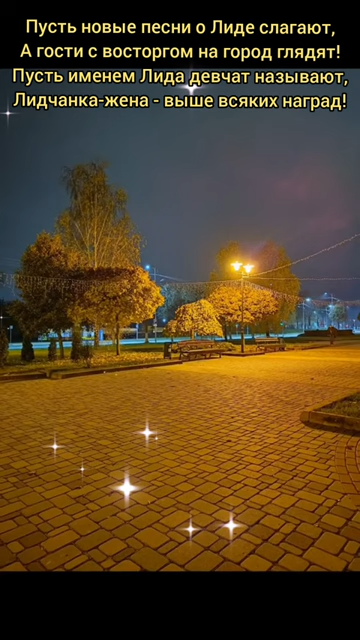 Пусть новые песни о Лиде слагают,
А гости с восторгом на город глядят!
Пусть именем Лида девчат называют,
Лидчанка-жена - выше всяких наград!